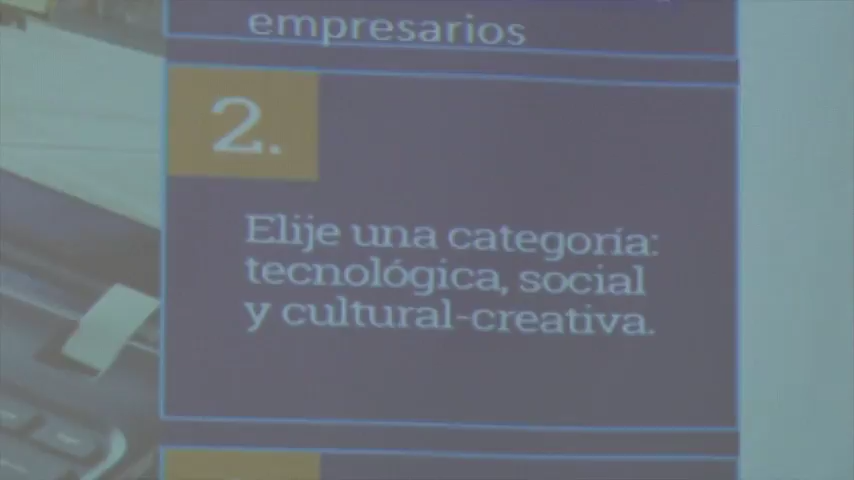 empresarios
2.
Elije una categoría:
tecnológica, social
y cultural-creativa.